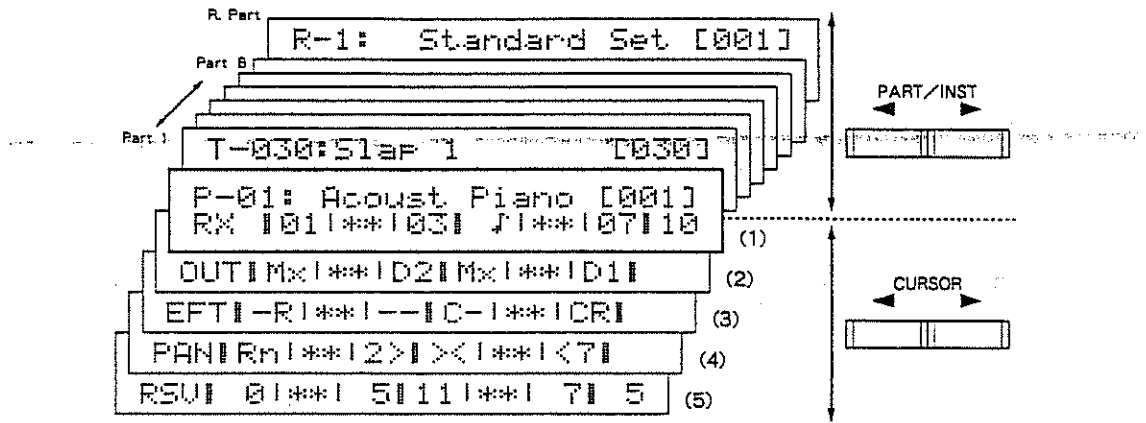 R. Part
R-1:  Standard Set [001]
Part 8
PART/INST
Part 1
T-030:Slap 1      [030]
P-01: Acoust Piano [001]
RX ▮01|**|03▮ ♪|**|07▮10
(1)
OUT▮Mx|**|D2▮Mx|**|D1▮
(2)
CURSOR
EFT▮-R|**|--▮C-|**|CR▮
(3)
PAN▮Rn|**|2>▮><|**|<7▮
(4)
RSV▮ 0|**| 5▮11|**| 7▮ 5
(5)